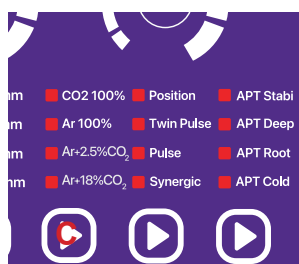 mm CO2 100% Position APT Stabi
mm Ar 100% Twin Pulse APT Deep
mm Ar+2.5%CO₂ Pulse APT Root
mm Ar+18%CO₂ Synergic APT Cold
C